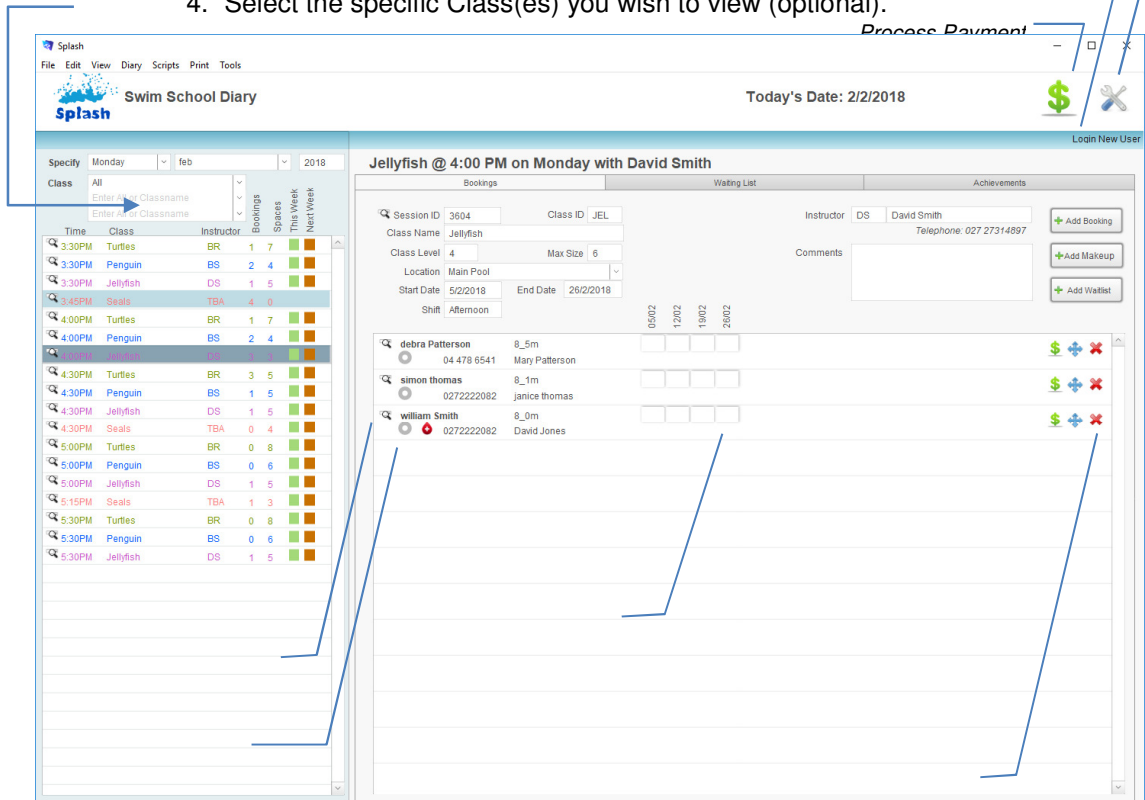 4. Select the specific Class(es) you wish to view (optional).
Process Payment
Splash
File Edit View Diary Scripts Print Tools
Splash
Swim School Diary
Today's Date: 2/2/2018
Login New User
Specify Monday feb 2018
Class All
Enter All or Classname
Enter All or Classname
Time Class Instructor Bookings Spaces This Week Next Week
3:30PM Turtles BR 1 7
3:30PM Penguin BS 2 4
3:30PM Jellyfish DS 1 5
3:45PM Seals TBA 4 0
4:00PM Turtles BR 1 7
4:00PM Penguin BS 2 4
4:00PM Jellyfish DS 3 3
4:30PM Turtles BR 3 5
4:30PM Penguin BS 1 5
4:30PM Jellyfish DS 1 5
4:30PM Seals TBA 0 4
5:00PM Turtles BR 0 8
5:00PM Penguin BS 0 6
5:00PM Jellyfish DS 1 5
5:15PM Seals TBA 1 3
5:30PM Turtles BR 0 8
5:30PM Penguin BS 0 6
5:30PM Jellyfish DS 1 5
Jellyfish @ 4:00 PM on Monday with David Smith
Bookings Waiting List Achievements
Session ID 3604 Class ID JEL Instructor DS David Smith
Class Name Jellyfish Telephone: 027 27314897
Class Level 4 Max Size 6 Comments
Location Main Pool
Start Date 5/2/2018 End Date 26/2/2018
Shift Afternoon
Add Booking
Add Makeup
Add Waitlist
05/02 12/02 19/02 26/02
debra Patterson 8_5m
04 478 6541 Mary Patterson
simon thomas 8_1m
0272222082 janice thomas
william Smith 8_0m
0272222082 David Jones